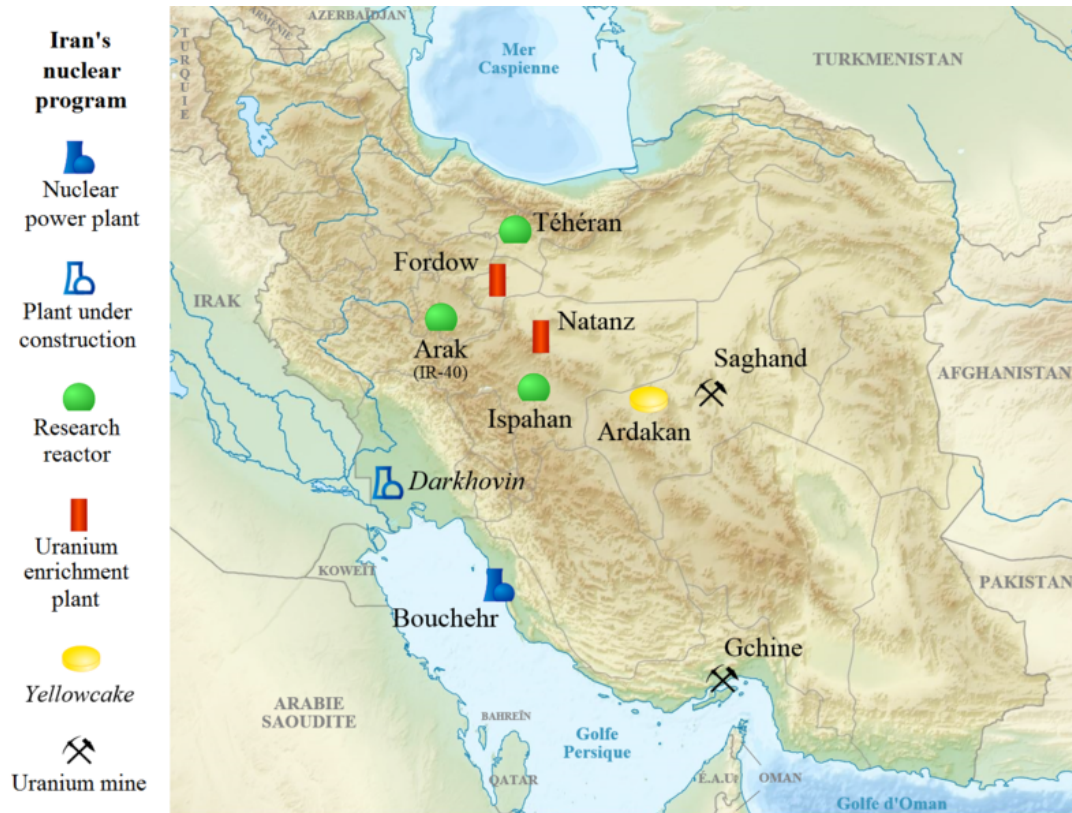 Iran's
nuclear
program
Nuclear
power plant
Plant under
construction
Research
reactor
Uranium
enrichment
plant
Yellowcake
Uranium mine
ARMÉNIE
AZERBAÏDJAN
TURQUIE
Mer
Caspienne
TURKMENISTAN
Téhéran
Fordow
IRAK
Natanz
Arak
(IR-40)
Saghand
AFGHANISTAN
Ispahan
Ardakan
Darkhovin
KOWEÏT
PAKISTAN
Bouchehr
Gchine
ARABIE
SAOUDITE
BAHREÏN
Golfe
Persique
QATAR
É.A.U
OMAN
Golfe d'Oman